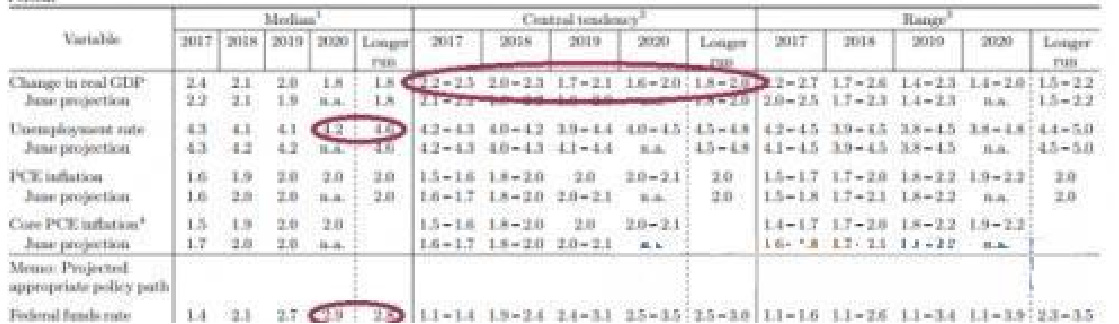 Median¹ Central tendency² Range³
Variable 2017 2018 2019 2020 Longer run 2017 2018 2019 2020 Longer run 2017 2018 2019 2020 Longer run
Change in real GDP 2.4 2.1 2.0 1.8 1.8 2.2–2.5 2.0–2.3 1.7–2.1 1.6–2.0 1.8–2.0 2.2–2.7 1.7–2.6 1.4–2.3 1.4–2.0 1.5–2.2
June projection 2.2 2.1 1.9 n.a. 1.8 1.8–2.0 2.0–2.5 1.7–2.3 1.4–2.3 n.a. 1.5–2.2
Unemployment rate 4.3 4.1 4.1 4.2 4.6 4.2–4.3 4.0–4.2 3.9–4.4 4.0–4.5 4.5–4.8 4.2–4.5 3.9–4.5 3.8–4.5 3.8–4.8 4.4–5.0
June projection 4.3 4.2 4.2 n.a. 4.6 4.2–4.3 4.0–4.3 4.1–4.4 n.a. 4.5–4.8 4.1–4.5 3.9–4.5 3.8–4.5 n.a. 4.5–5.0
PCE inflation 1.6 1.9 2.0 2.0 2.0 1.5–1.6 1.8–2.0 2.0 2.0–2.1 2.0 1.5–1.7 1.7–2.0 1.8–2.2 1.9–2.2 2.0
June projection 1.6 2.0 2.0 n.a. 2.0 1.6–1.7 1.8–2.0 2.0–2.1 n.a. 2.0 1.5–1.8 1.7–2.1 1.8–2.2 n.a. 2.0
Core PCE inflation⁴ 1.5 1.9 2.0 2.0 1.5–1.6 1.8–2.0 2.0 2.0–2.1 1.4–1.7 1.7–2.0 1.8–2.2 1.9–2.2
June projection 1.7 2.0 2.0 n.a. 1.6–1.7 1.8–2.0 2.0–2.1 n.a. 1.6–1.8 1.7–2.1 1.8–2.2 n.a.
Memo: Projected
appropriate policy path
Federal funds rate 1.4 2.1 2.7 2.9 2.8 1.1–1.4 1.9–2.4 2.4–3.1 2.5–3.5 2.5–3.0 1.1–1.6 1.1–2.6 1.1–3.4 1.1–3.9 2.3–3.5